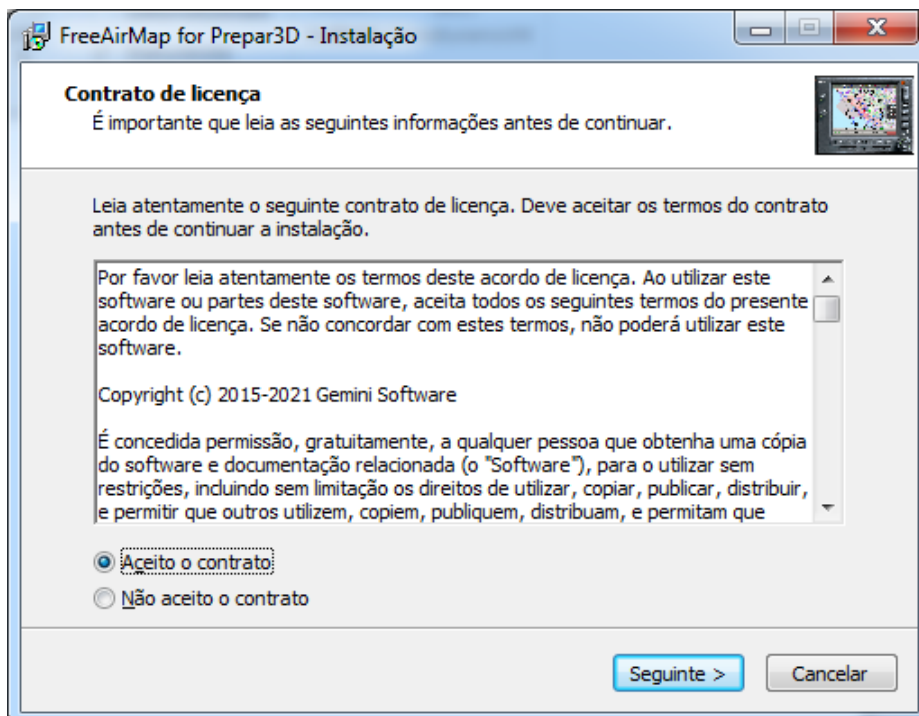 FreeAirMap for Prepar3D - Instalação
Contrato de licença
É importante que leia as seguintes informações antes de continuar.
Leia atentamente o seguinte contrato de licença. Deve aceitar os termos do contrato
antes de continuar a instalação.
Por favor leia atentamente os termos deste acordo de licença. Ao utilizar este
software ou partes deste software, aceita todos os seguintes termos do presente
acordo de licença. Se não concordar com estes termos, não poderá utilizar este
software.
Copyright (c) 2015-2021 Gemini Software
É concedida permissão, gratuitamente, a qualquer pessoa que obtenha uma cópia
do software e documentação relacionada (o "Software"), para o utilizar sem
restrições, incluindo sem limitação os direitos de utilizar, copiar, publicar, distribuir,
e permitir que outros utilizem, copiem, publiquem, distribuam, e permitam que
Aceito o contrato
Não aceito o contrato
Seguinte >
Cancelar